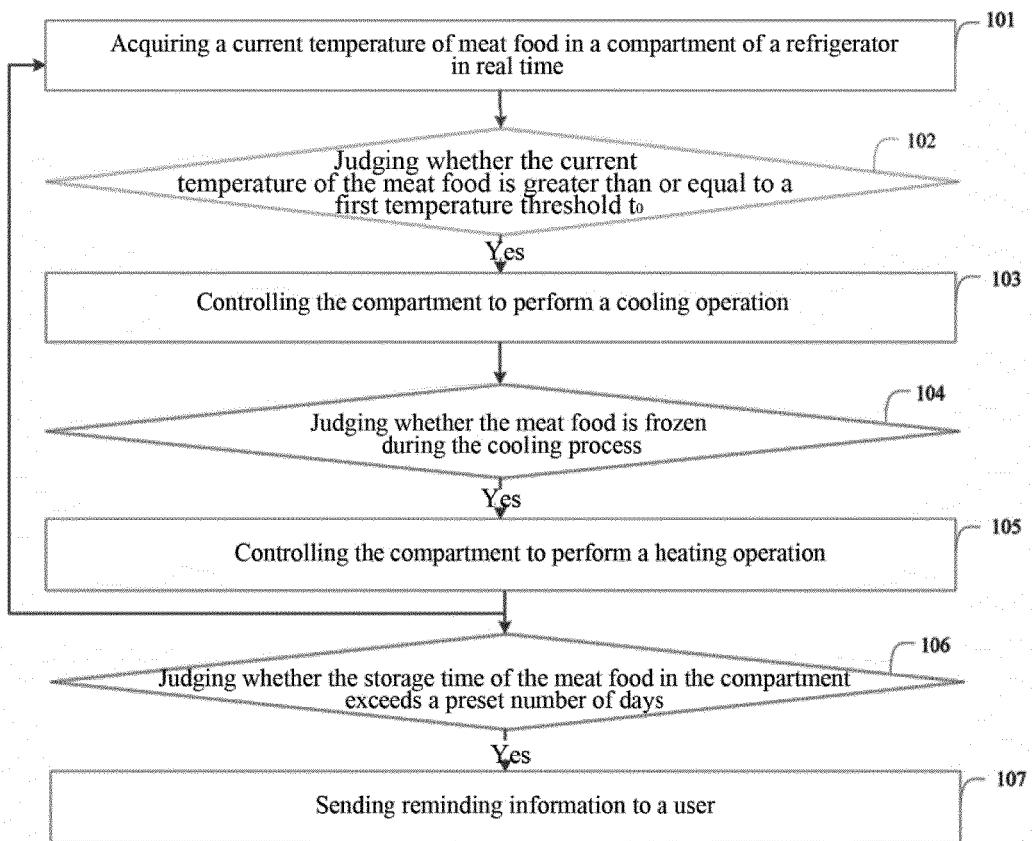 101
Acquiring a current temperature of meat food in a compartment of a refrigerator
in real time
102
Judging whether the current
temperature of the meat food is greater than or equal to a
first temperature threshold t₀
Yes
103
Controlling the compartment to perform a cooling operation
104
Judging whether the meat food is frozen
during the cooling process
Yes
105
Controlling the compartment to perform a heating operation
106
Judging whether the storage time of the meat food in the compartment
exceeds a preset number of days
Yes
107
Sending reminding information to a user